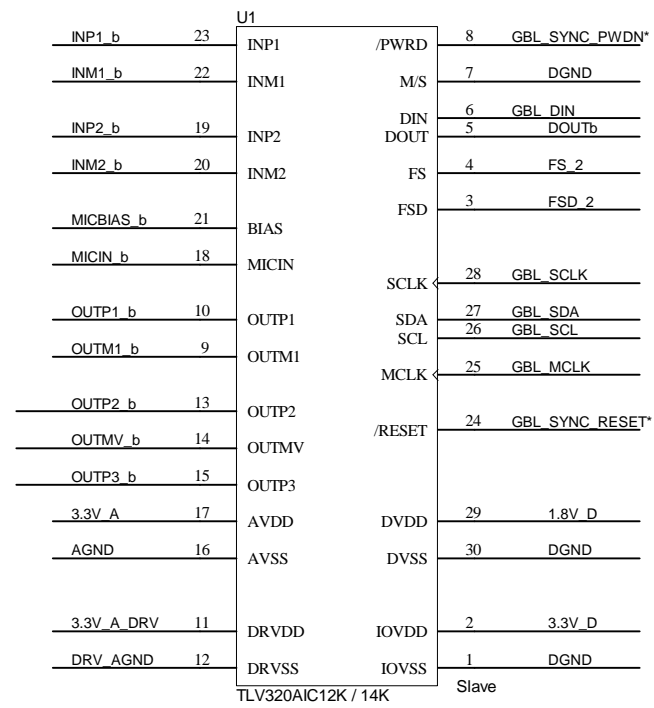 U1
INP1_b 23 INP1 /PWRD 8 GBL_SYNC_PWDN*
INM1_b 22 INM1 M/S 7 DGND
DIN 6 GBL_DIN
INP2_b 19 INP2 DOUT 5 DOUTb
INM2_b 20 INM2 FS 4 FS_2
FSD 3 FSD_2
MICBIAS_b 21 BIAS
MICIN_b 18 MICIN
SCLK 28 GBL_SCLK
OUTP1_b 10 OUTP1 SDA 27 GBL_SDA
SCL 26 GBL_SCL
OUTM1_b 9 OUTM1
MCLK 25 GBL_MCLK
OUTP2_b 13 OUTP2
/RESET 24 GBL_SYNC_RESET*
OUTMV_b 14 OUTMV
OUTP3_b 15 OUTP3
3.3V_A 17 AVDD DVDD 29 1.8V_D
AGND 16 AVSS DVSS 30 DGND
3.3V_A_DRV 11 DRVDD IOVDD 2 3.3V_D
DRV_AGND 12 DRVSS IOVSS 1 DGND
TLV320AIC12K / 14K Slave